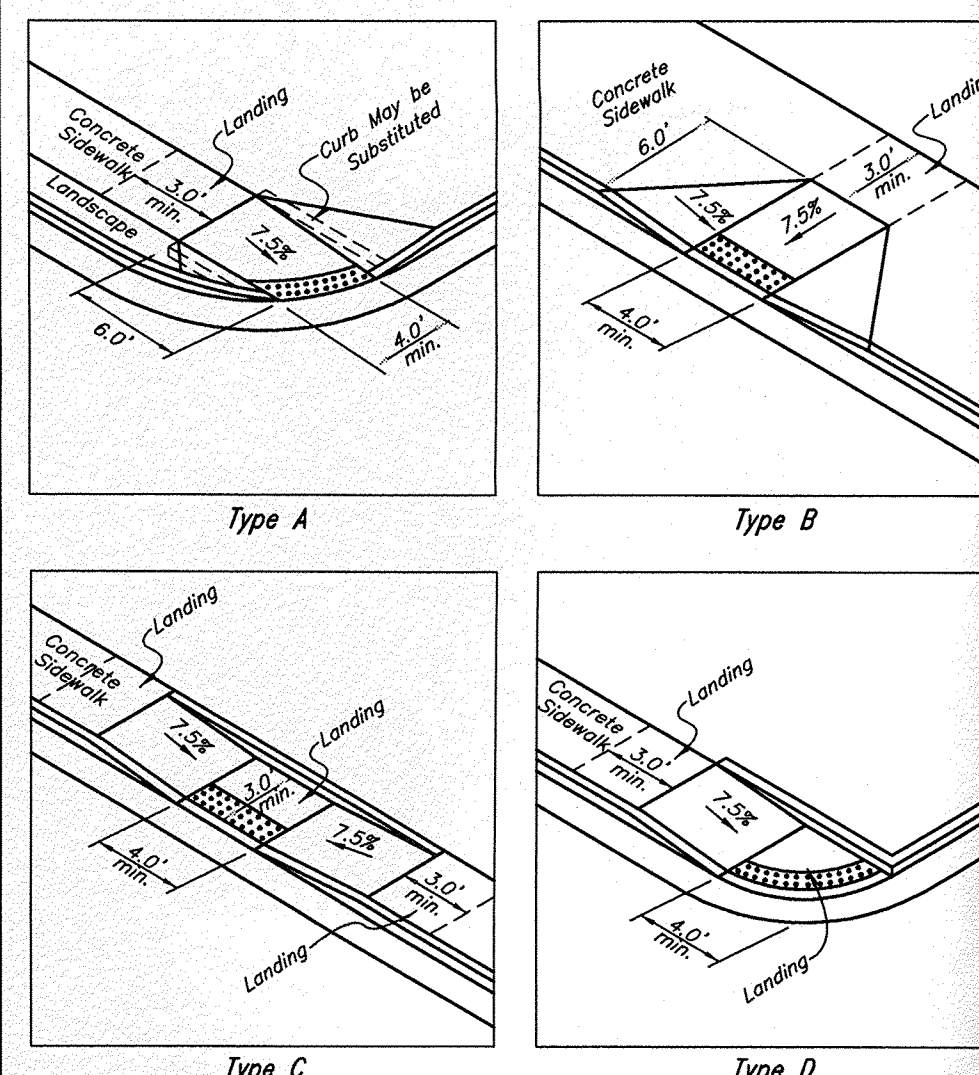 Concrete
Sidewalk
3.0'
min.
Landing
Curb May be
Substituted
Landscape
7.5%
6.0'
4.0'
min.
Type A
Concrete
Sidewalk
6.0'
3.0'
min.
7.5%
7.5%
4.0'
min.
Type B
Landing
Concrete
Sidewalk
Landing
7.5%
3.0'
min.
7.5%
4.0'
min.
3.0'
min.
Landing
Type C
Landing
Concrete
Sidewalk
3.0'
min.
7.5%
4.0'
min.
Landing
Type D